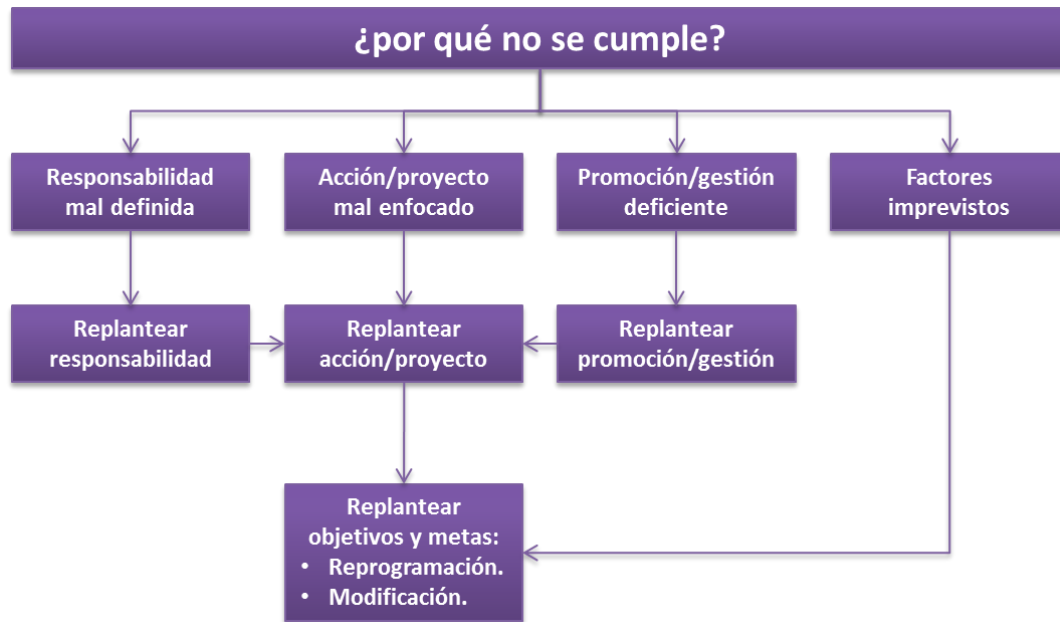 ¿por qué no se cumple?
Responsabilidad
mal definida
Acción/proyecto
mal enfocado
Promoción/gestión
deficiente
Factores
imprevistos
Replantear
responsabilidad
Replantear
acción/proyecto
Replantear
promoción/gestión
Replantear
objetivos y metas:
• Reprogramación.
• Modificación.